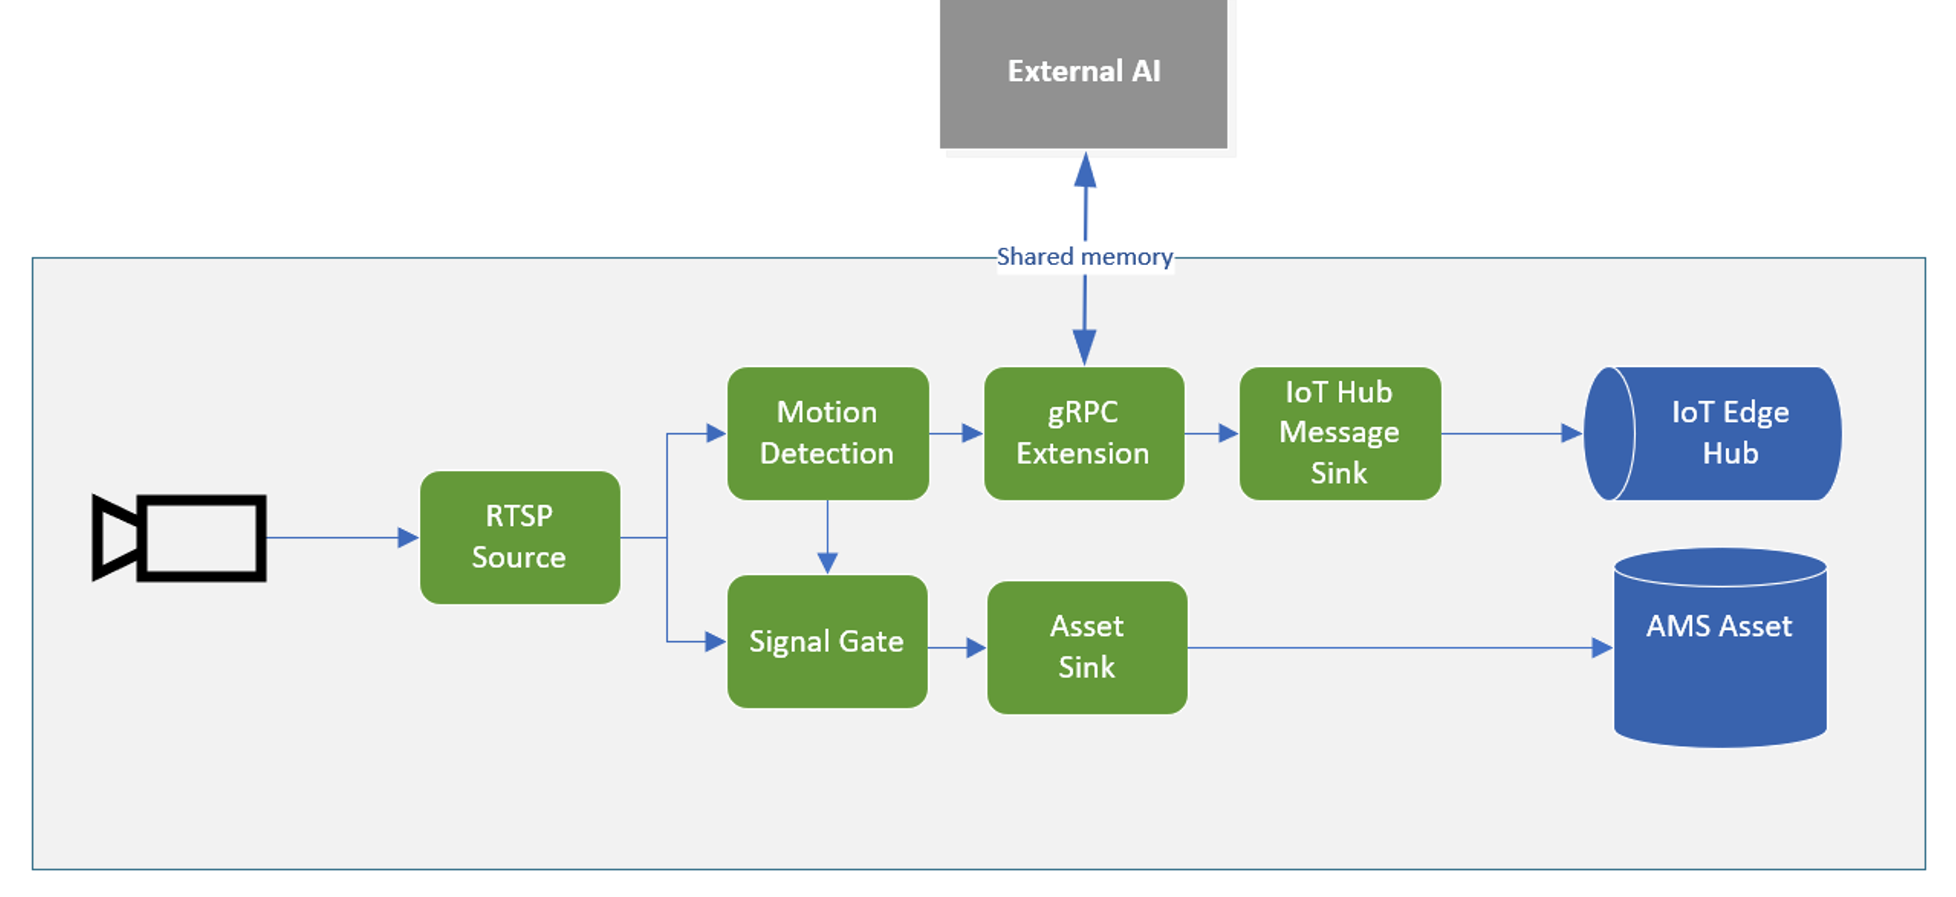 External AI
Shared memory
Motion
Detection
gRPC
Extension
IoT Hub
Message
Sink
IoT Edge
Hub
RTSP
Source
Signal Gate
Asset
Sink
AMS Asset